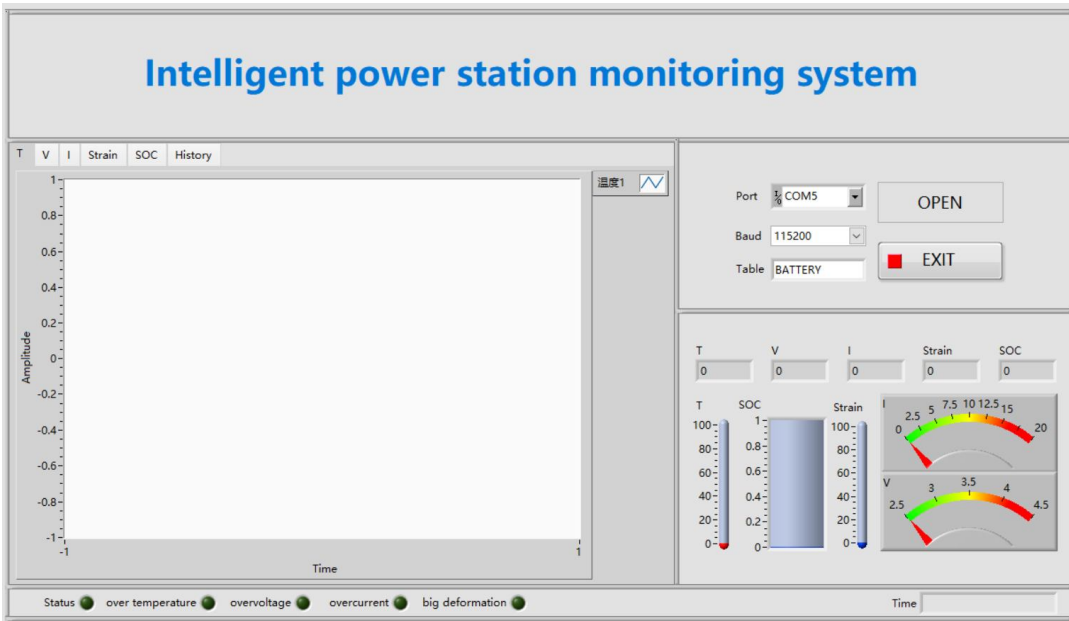 Intelligent power station monitoring system
T V I Strain SOC History
温度1
1
0.8
0.6
0.4
0.2
0
-0.2
-0.4
-0.6
-0.8
-1
Amplitude
-1 1
Time
Port COM5
OPEN
Baud 115200
EXIT
Table BATTERY
T V I Strain SOC
0 0 0 0 0
T
100
80
60
40
20
0
SOC
1
0.8
0.6
0.4
0.2
0
Strain
100
80
60
40
20
0
I
0 2.5 5 7.5 10 12.5 15 20
V
2.5 3 3.5 4 4.5
Status over temperature overvoltage overcurrent big deformation
Time